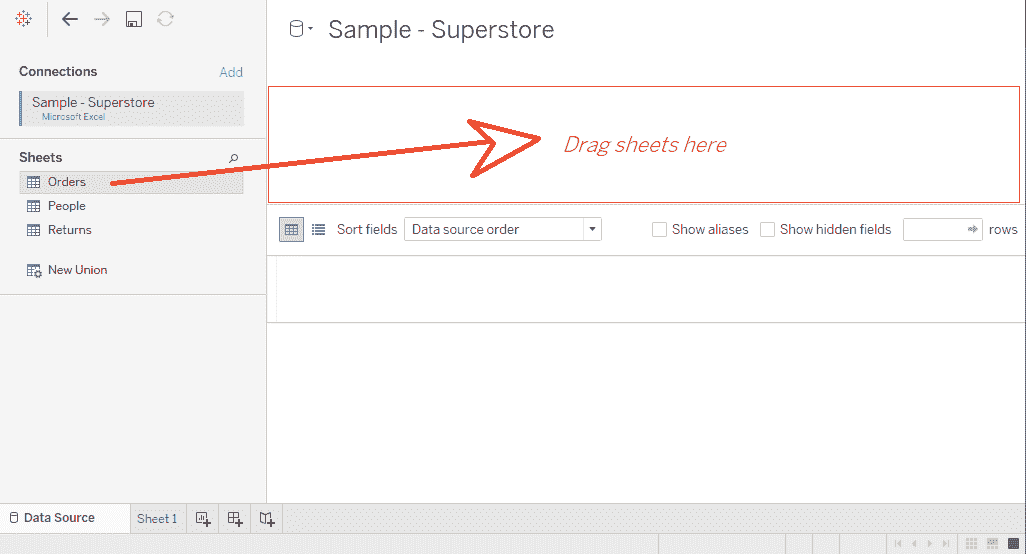 Sample - Superstore
Connections
Add
Sample - Superstore
Microsoft Excel
Sheets
Orders
People
Returns
New Union
Drag sheets here
Sort fields
Data source order
Show aliases
Show hidden fields
rows
Data Source
Sheet 1